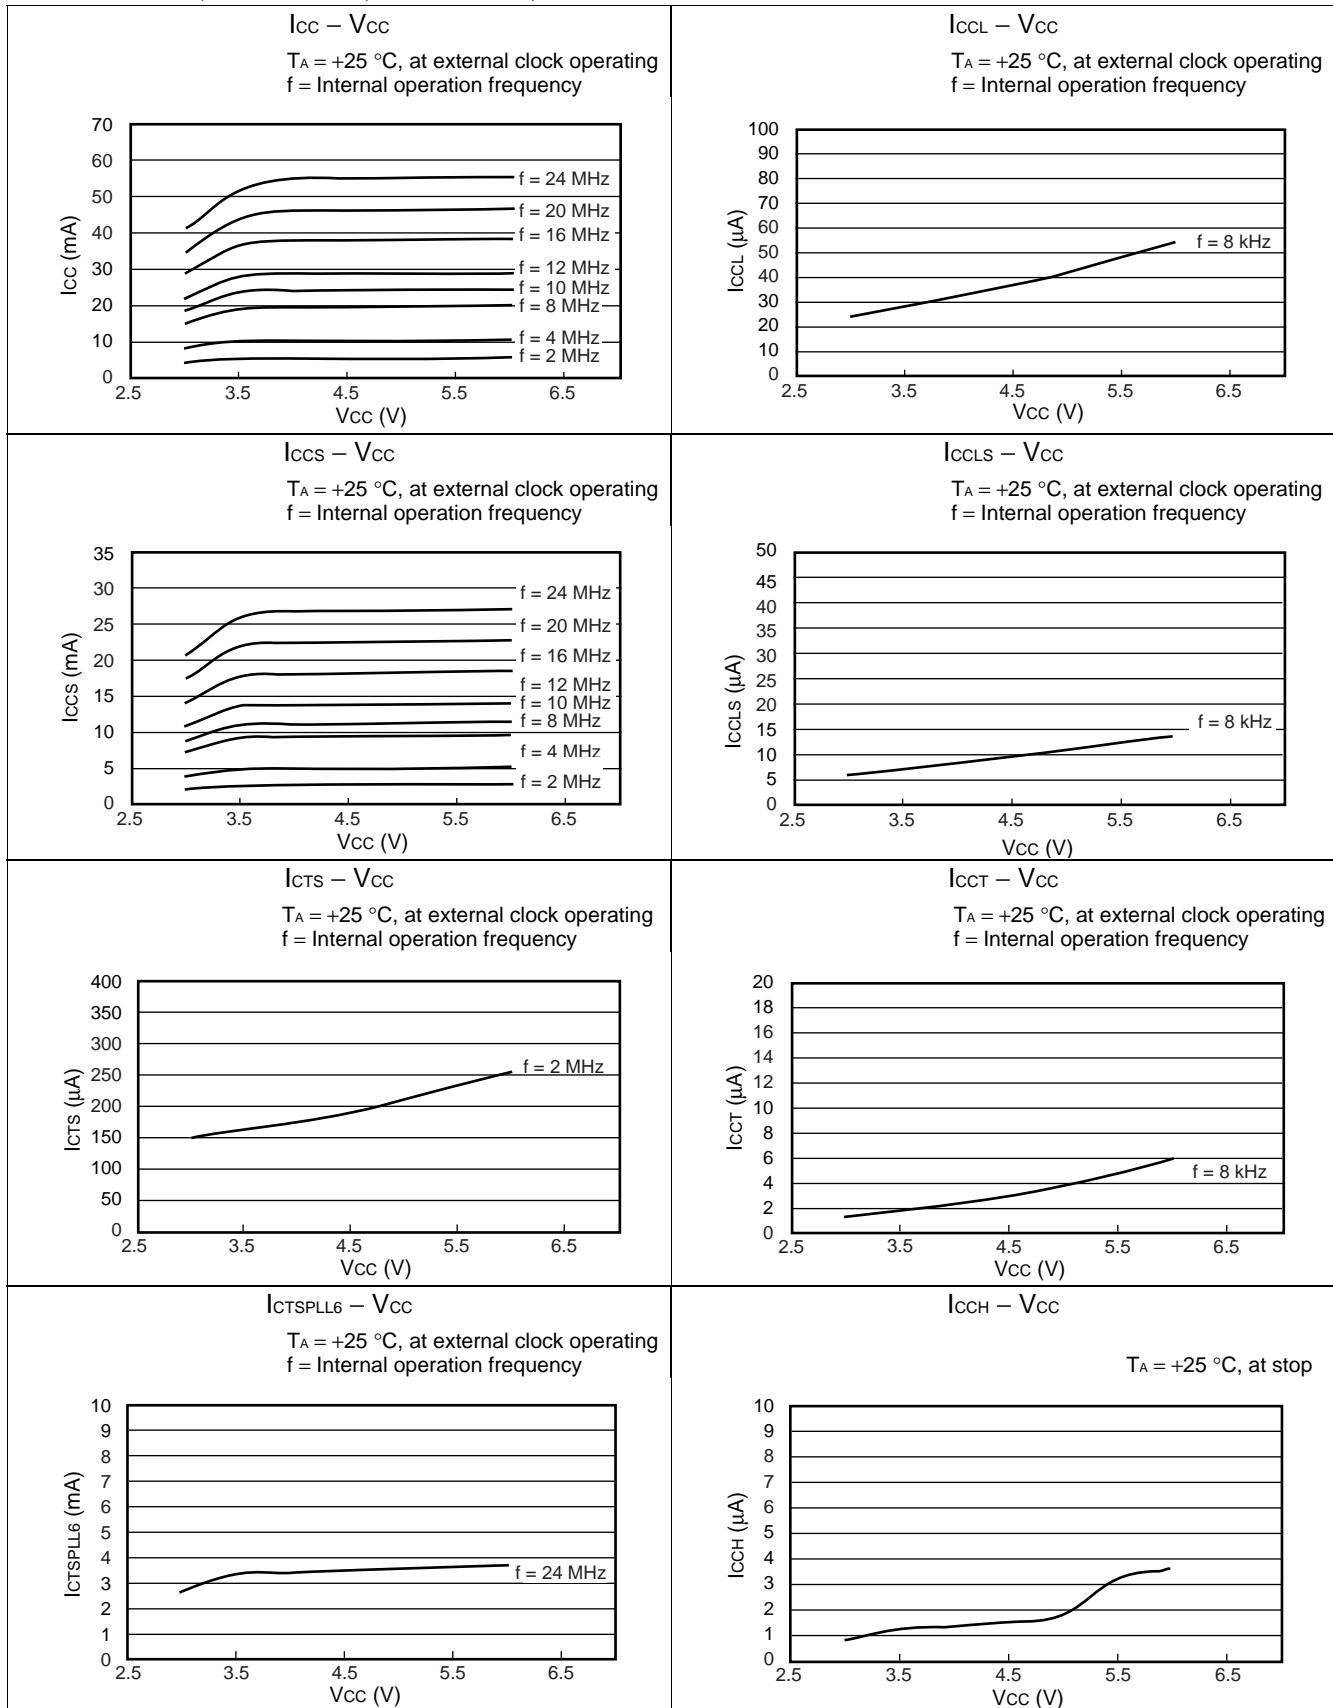 ICC – VCC
TA = +25 °C, at external clock operating
f = Internal operation frequency
70
60
50
40
30
20
10
0
ICC (mA)
f = 24 MHz
f = 20 MHz
f = 16 MHz
f = 12 MHz
f = 10 MHz
f = 8 MHz
f = 4 MHz
f = 2 MHz
2.5 3.5 4.5 5.5 6.5
VCC (V)
ICCL – VCC
TA = +25 °C, at external clock operating
f = Internal operation frequency
100
90
80
70
60
50
40
30
20
10
0
ICCL (µA)
f = 8 kHz
2.5 3.5 4.5 5.5 6.5
VCC (V)
ICCS – VCC
TA = +25 °C, at external clock operating
f = Internal operation frequency
35
30
25
20
15
10
5
0
ICCS (mA)
f = 24 MHz
f = 20 MHz
f = 16 MHz
f = 12 MHz
f = 10 MHz
f = 8 MHz
f = 4 MHz
f = 2 MHz
2.5 3.5 4.5 5.5 6.5
VCC (V)
ICCLS – VCC
TA = +25 °C, at external clock operating
f = Internal operation frequency
50
45
40
35
30
25
20
15
10
5
0
ICCLS (µA)
f = 8 kHz
2.5 3.5 4.5 5.5 6.5
VCC (V)
ICTS – VCC
TA = +25 °C, at external clock operating
f = Internal operation frequency
400
350
300
250
200
150
100
50
0
ICTS (µA)
f = 2 MHz
2.5 3.5 4.5 5.5 6.5
VCC (V)
ICCT – VCC
TA = +25 °C, at external clock operating
f = Internal operation frequency
20
18
16
14
12
10
8
6
4
2
0
ICCT (µA)
f = 8 kHz
2.5 3.5 4.5 5.5 6.5
VCC (V)
ICTSPLL6 – VCC
TA = +25 °C, at external clock operating
f = Internal operation frequency
10
9
8
7
6
5
4
3
2
1
0
ICTSPLL6 (mA)
f = 24 MHz
2.5 3.5 4.5 5.5 6.5
VCC (V)
ICCH – VCC
TA = +25 °C, at stop
10
9
8
7
6
5
4
3
2
1
0
ICCH (µA)
2.5 3.5 4.5 5.5 6.5
VCC (V)